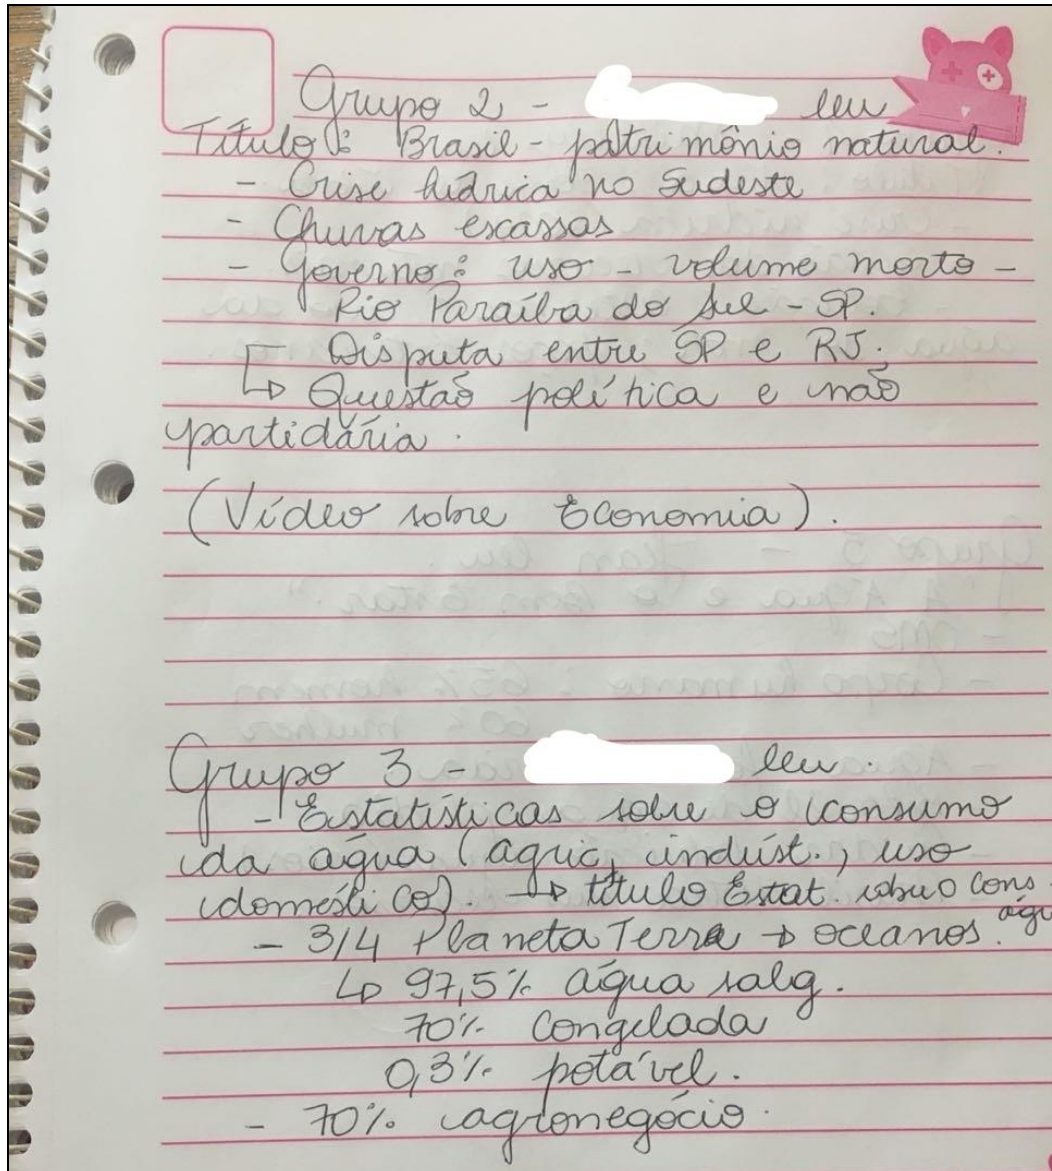 Grupo 2 - leu
Título: Brasil - patrimônio natural.
- Crise hídrica no Sudeste
- Chuvas escassas
- Governo: uso - volume morto -
Rio Paraíba do Sul - SP.
Disputa entre SP e RJ.
↳ Questão política e não
partidária.
(Vídeo sobre Economia).
Grupo 3 - leu.
- Estatísticas sobre o consumo
da água (agric, indúst., uso
doméstico). → título Estat. sobre o cons.
água
- 3/4 Planeta Terra → oceanos.
↳ 97,5% água salg.
70% congelada
0,3% potável.
- 70% agronegócio.